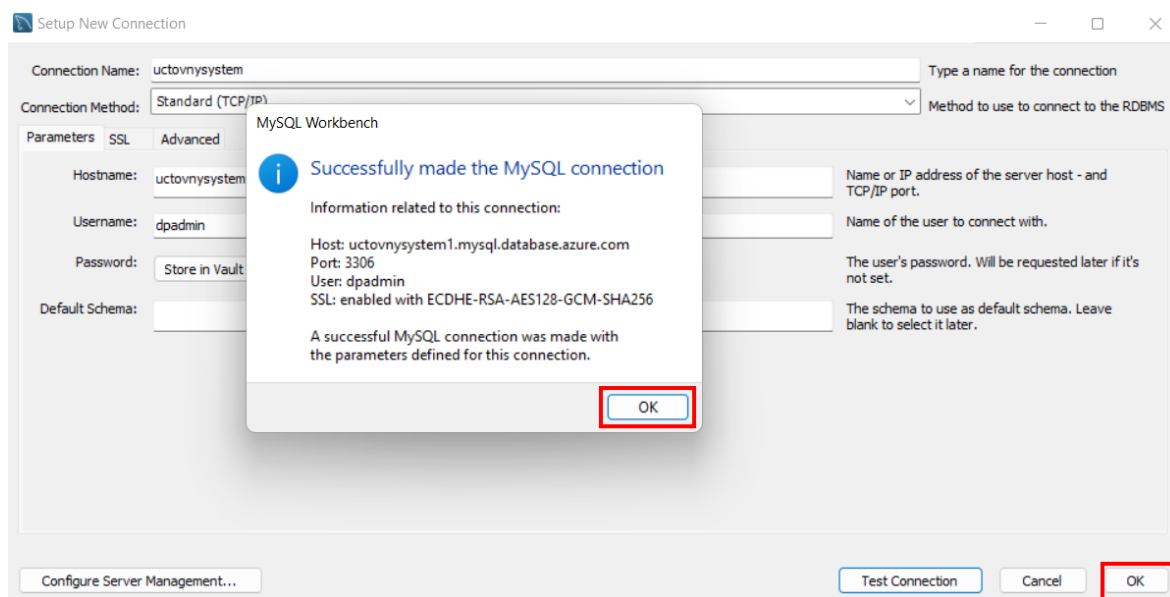 Setup New Connection
Connection Name: uctovnysystem Type a name for the connection
Connection Method: Standard (TCP/IP) Method to use to connect to the RDBMS
MySQL Workbench
Parameters SSL Advanced
Successfully made the MySQL connection
Hostname: uctovnysystem Name or IP address of the server host - and
TCP/IP port.
Information related to this connection:
Username: dpadmin Name of the user to connect with.
Host: uctovnysystem1.mysql.database.azure.com
Port: 3306
User: dpadmin
SSL: enabled with ECDHE-RSA-AES128-GCM-SHA256
Password: Store in Vault The user's password. Will be requested later if it's
not set.
Default Schema: The schema to use as default schema. Leave
blank to select it later.
A successful MySQL connection was made with
the parameters defined for this connection.
OK
Configure Server Management... Test Connection Cancel OK